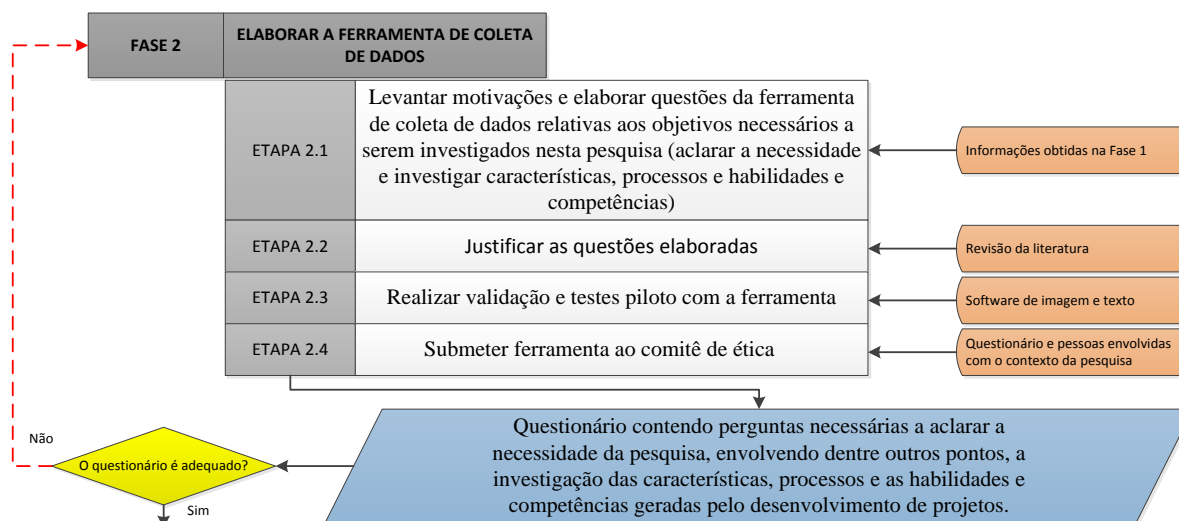 FASE 2
ELABORAR A FERRAMENTA DE COLETA
DE DADOS
ETAPA 2.1
Levantar motivações e elaborar questões da ferramenta
de coleta de dados relativas aos objetivos necessários a
serem investigados nesta pesquisa (aclarar a necessidade
e investigar características, processos e habilidades e
competências)
Informações obtidas na Fase 1
ETAPA 2.2
Justificar as questões elaboradas
Revisão da literatura
ETAPA 2.3
Realizar validação e testes piloto com a ferramenta
Software de imagem e texto
ETAPA 2.4
Submeter ferramenta ao comitê de ética
Questionário e pessoas envolvidas
com o contexto da pesquisa
Questionário contendo perguntas necessárias a aclarar a
necessidade da pesquisa, envolvendo dentre outros pontos, a
investigação das características, processos e as habilidades e
competências geradas pelo desenvolvimento de projetos.
Não
O questionário é adequado?
Sim